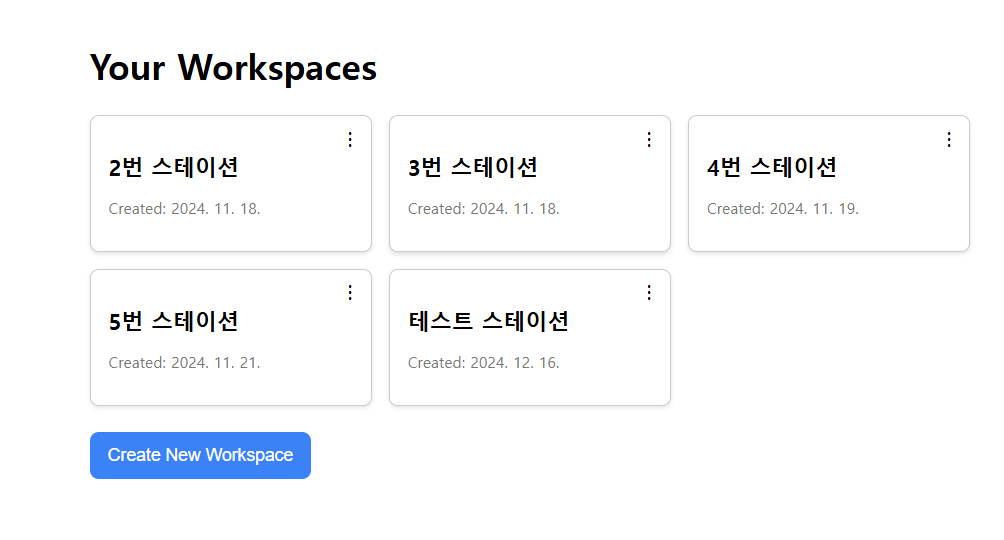 Your Workspaces
2번 스테이션
Created: 2024. 11. 18.
3번 스테이션
Created: 2024. 11. 18.
4번 스테이션
Created: 2024. 11. 19.
5번 스테이션
Created: 2024. 11. 21.
테스트 스테이션
Created: 2024. 12. 16.
Create New Workspace